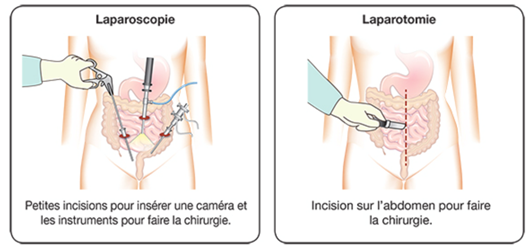 Laparoscopie
Petites incisions pour insérer une caméra et
les instruments pour faire la chirurgie.
Laparotomie
Incision sur l'abdomen pour faire
la chirurgie.